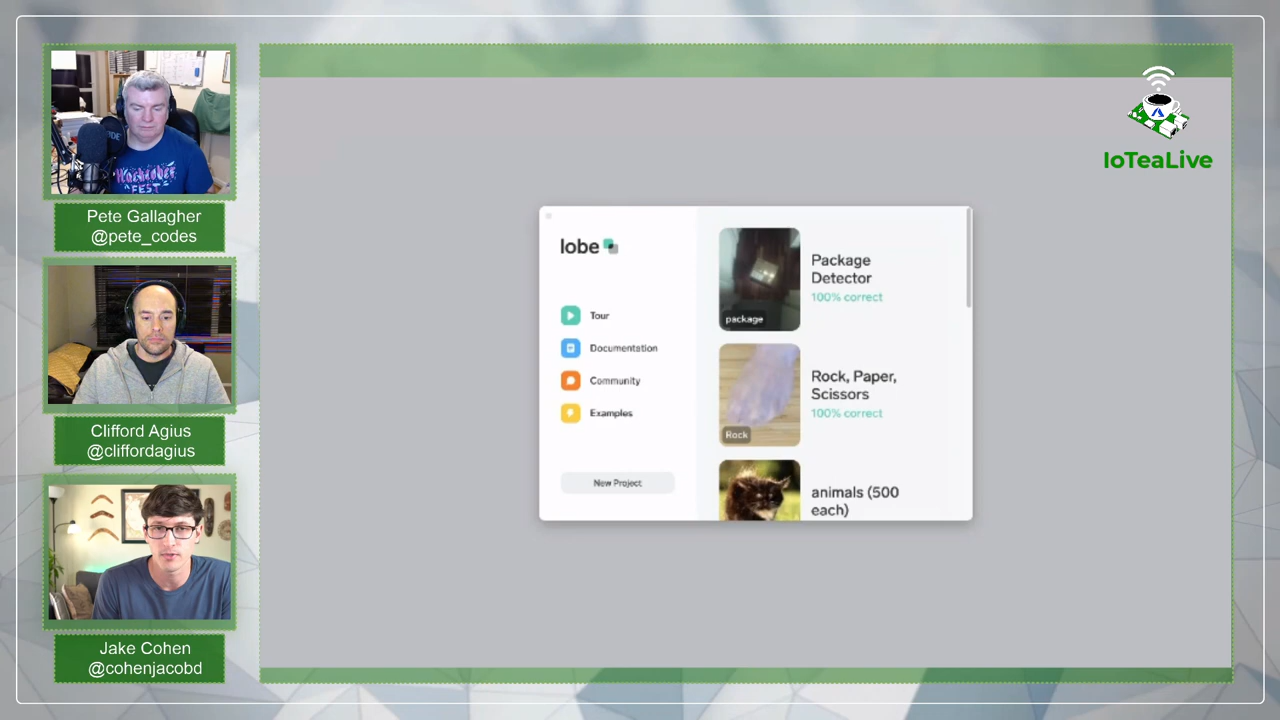 Pete Gallagher
@pete_codes
Clifford Agius
@cliffordagius
Jake Cohen
@cohenjacobd
IoTeaLive
lobe
Tour
Documentation
Community
Examples
New Project
package
Package
Detector
100% correct
Rock
Rock, Paper,
Scissors
100% correct
animals (500
each)
FEST